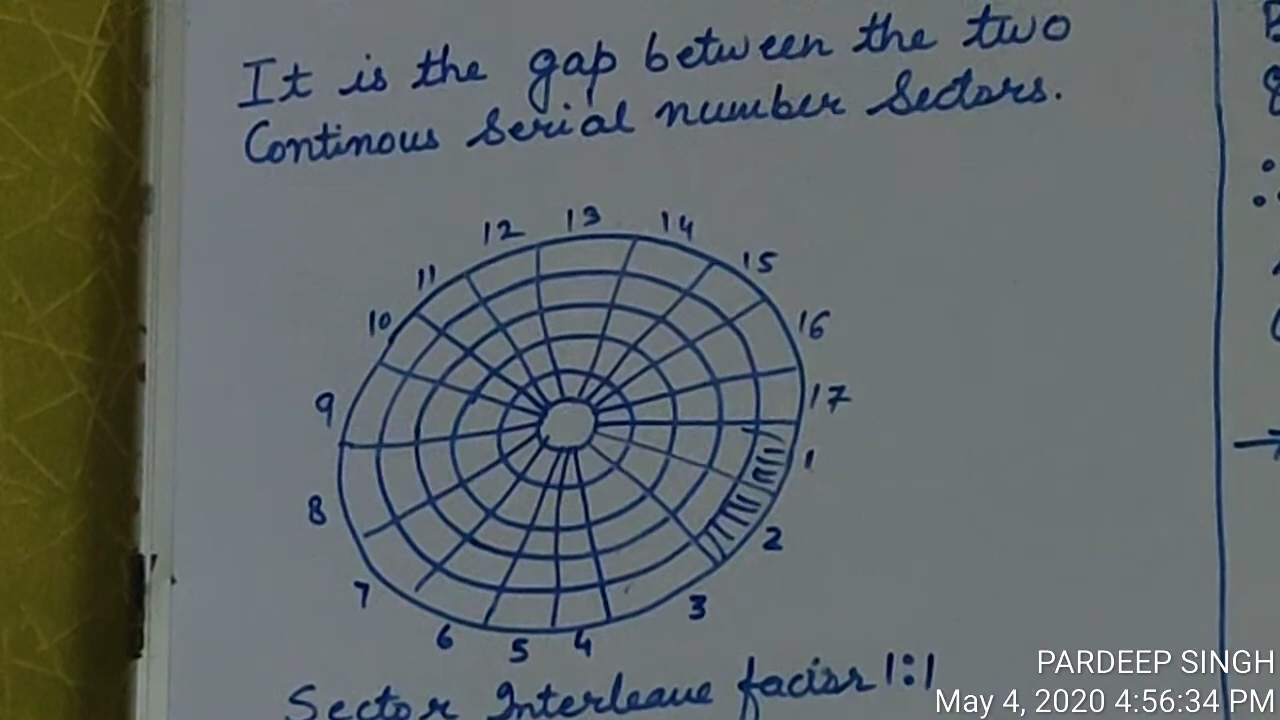 It is the gap between the two
Continous serial number sectors.
12 13 14
11 15
10 16
9 17
1
8 2
7 3
6 5 4
Sector Interleave factor 1:1
PARDEEP SINGH
May 4, 2020 4:56:34 PM